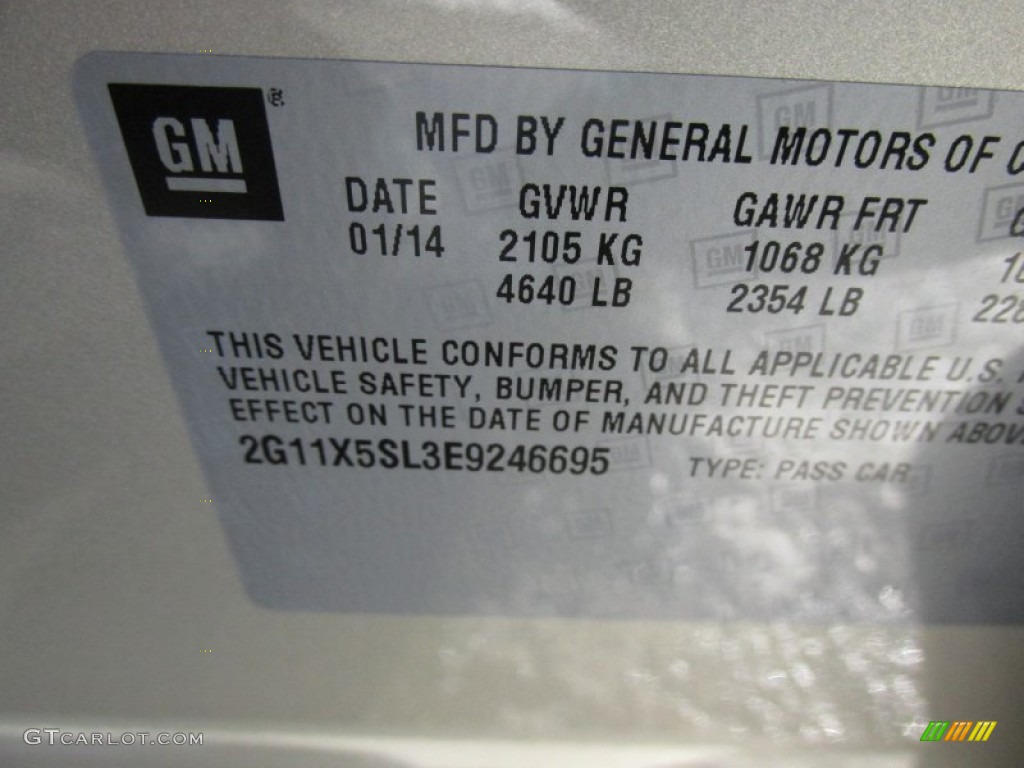 GM ®
MFD BY GENERAL MOTORS OF
DATE GVWR GAWR FRT
01/14 2105 KG 1068 KG
4640 LB 2354 LB
THIS VEHICLE CONFORMS TO ALL APPLICABLE U.S.
VEHICLE SAFETY, BUMPER, AND THEFT PREVENTION
EFFECT ON THE DATE OF MANUFACTURE SHOWN ABOVE
2G11X5SL3E9246695 TYPE: PASS CAR
GTCARLOT.COM